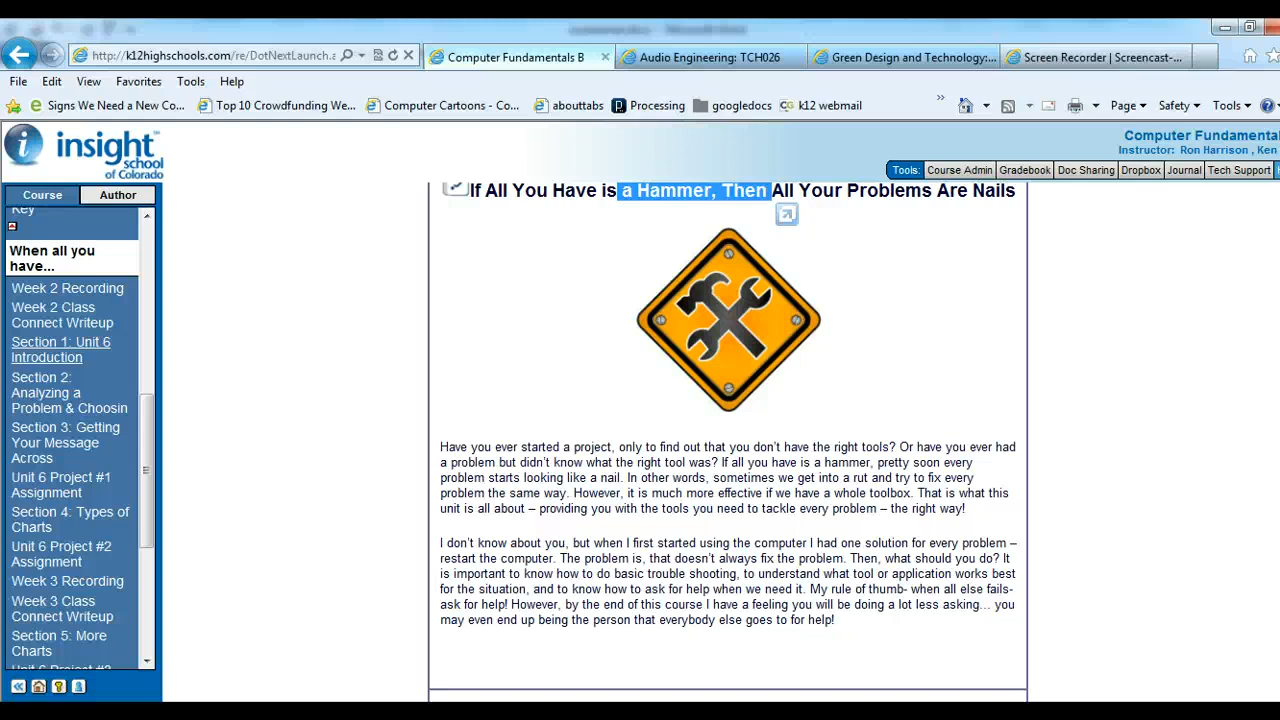 http://k12highschools.com/re/DotNextLaunch.a
Computer Fundamentals B
Audio Engineering: TCH026
Green Design and Technology:...
Screen Recorder | Screencast-...
File Edit View Favorites Tools Help
Signs We Need a New Co...
Top 10 Crowdfunding We...
Computer Cartoons - Co...
abouttabs
Processing
googledocs
k12 webmail
Page
Safety
Tools
insight
school
of Colorado
Computer Fundamenta
Instructor: Ron Harrison , Ken
Tools: Course Admin Gradebook Doc Sharing Dropbox Journal Tech Support
Course Author
Key
When all you
have...
Week 2 Recording
Week 2 Class
Connect Writeup
Section 1: Unit 6
Introduction
Section 2:
Analyzing a
Problem & Choosin
Section 3: Getting
Your Message
Across
Unit 6 Project #1
Assignment
Section 4: Types of
Charts
Unit 6 Project #2
Assignment
Week 3 Recording
Week 3 Class
Connect Writeup
Section 5: More
Charts
Unit 6 Project #3
If All You Have is a Hammer, Then All Your Problems Are Nails
Have you ever started a project, only to find out that you don't have the right tools? Or have you ever had
a problem but didn't know what the right tool was? If all you have is a hammer, pretty soon every
problem starts looking like a nail. In other words, sometimes we get into a rut and try to fix every
problem the same way. However, it is much more effective if we have a whole toolbox. That is what this
unit is all about – providing you with the tools you need to tackle every problem – the right way!
I don't know about you, but when I first started using the computer I had one solution for every problem –
restart the computer. The problem is, that doesn't always fix the problem. Then, what should you do? It
is important to know how to do basic trouble shooting, to understand what tool or application works best
for the situation, and to know how to ask for help when we need it. My rule of thumb- when all else fails-
ask for help! However, by the end of this course I have a feeling you will be doing a lot less asking... you
may even end up being the person that everybody else goes to for help!